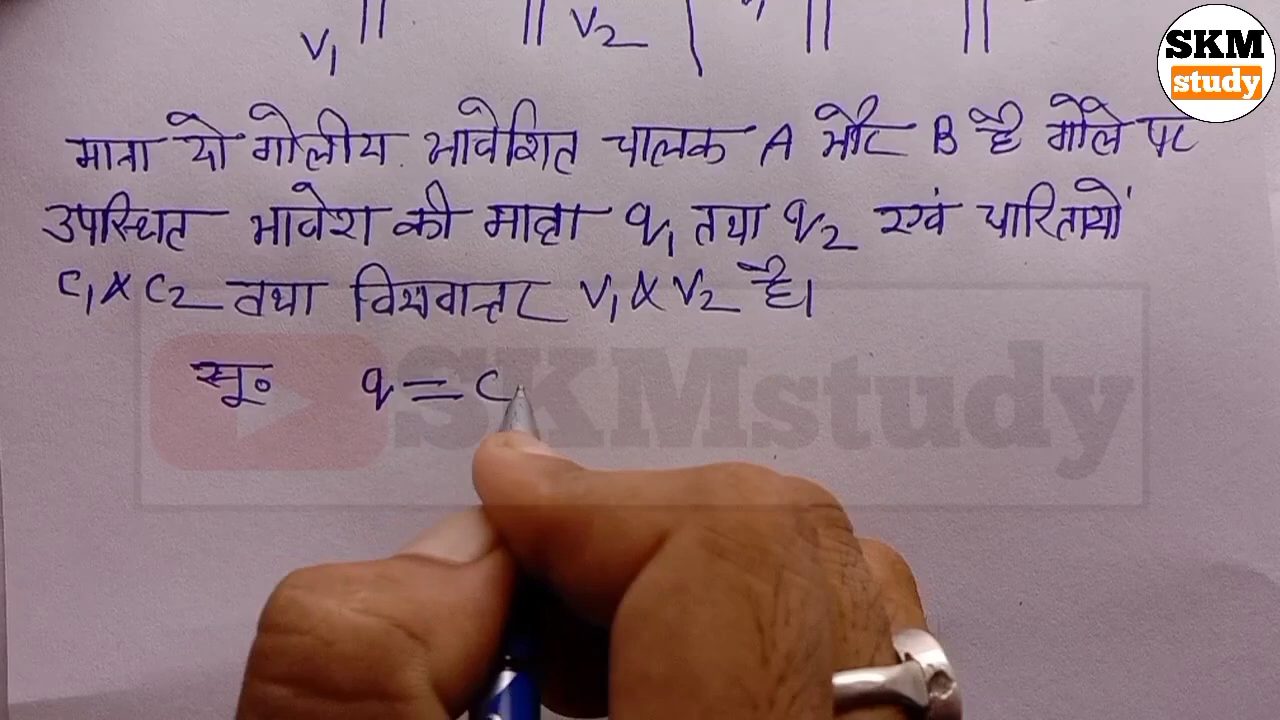 V₁ V₂
SKM
study
माना दो गोलीय आवेशित चालक A और B है गोले पर
उपस्थित आवेश की मात्रा q₁ तथा q₂ एवं धारितायों
C₁ & C₂ तथा विभवान्तर V₁ & V₂ है।
सू० q = C
SKMstudy